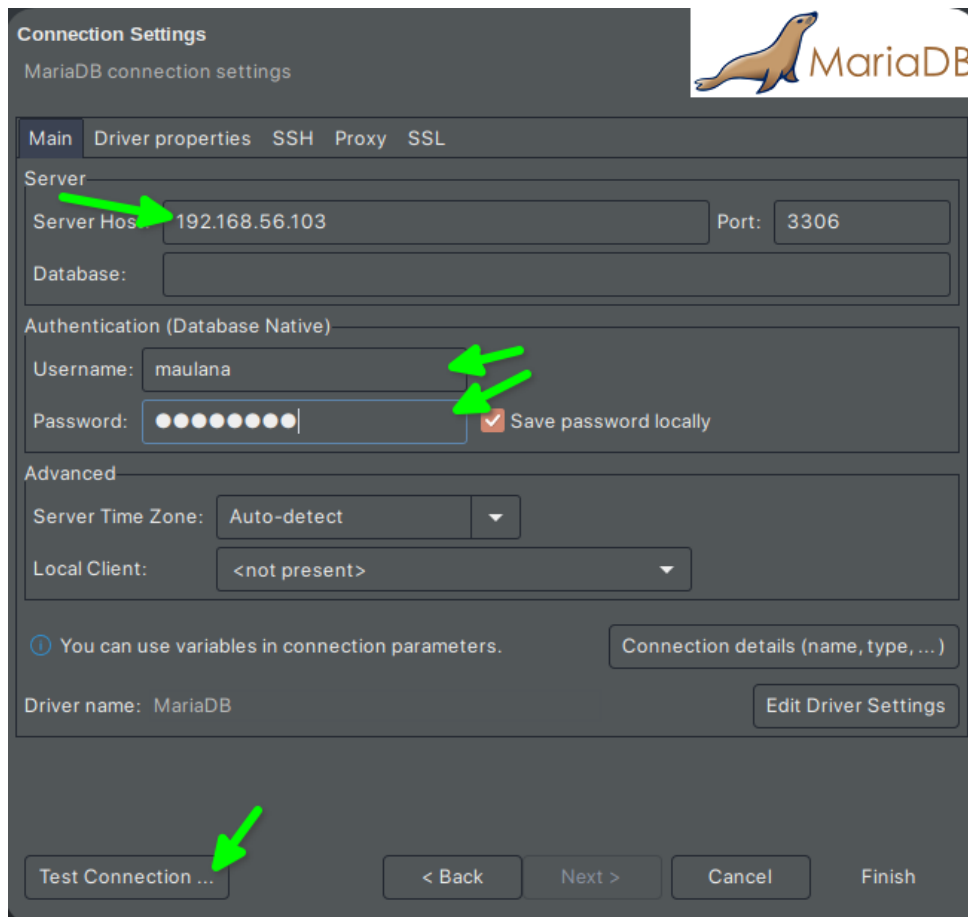 Connection Settings
MariaDB connection settings
MariaDB
Main Driver properties SSH Proxy SSL
Server
Server Hos 192.168.56.103 Port: 3306
Database:
Authentication (Database Native)
Username: maulana
Password: ●●●●●●●●
Save password locally
Advanced
Server Time Zone: Auto-detect
Local Client: <not present>
You can use variables in connection parameters.
Connection details (name, type, ... )
Driver name: MariaDB
Edit Driver Settings
Test Connection ... < Back Next > Cancel Finish